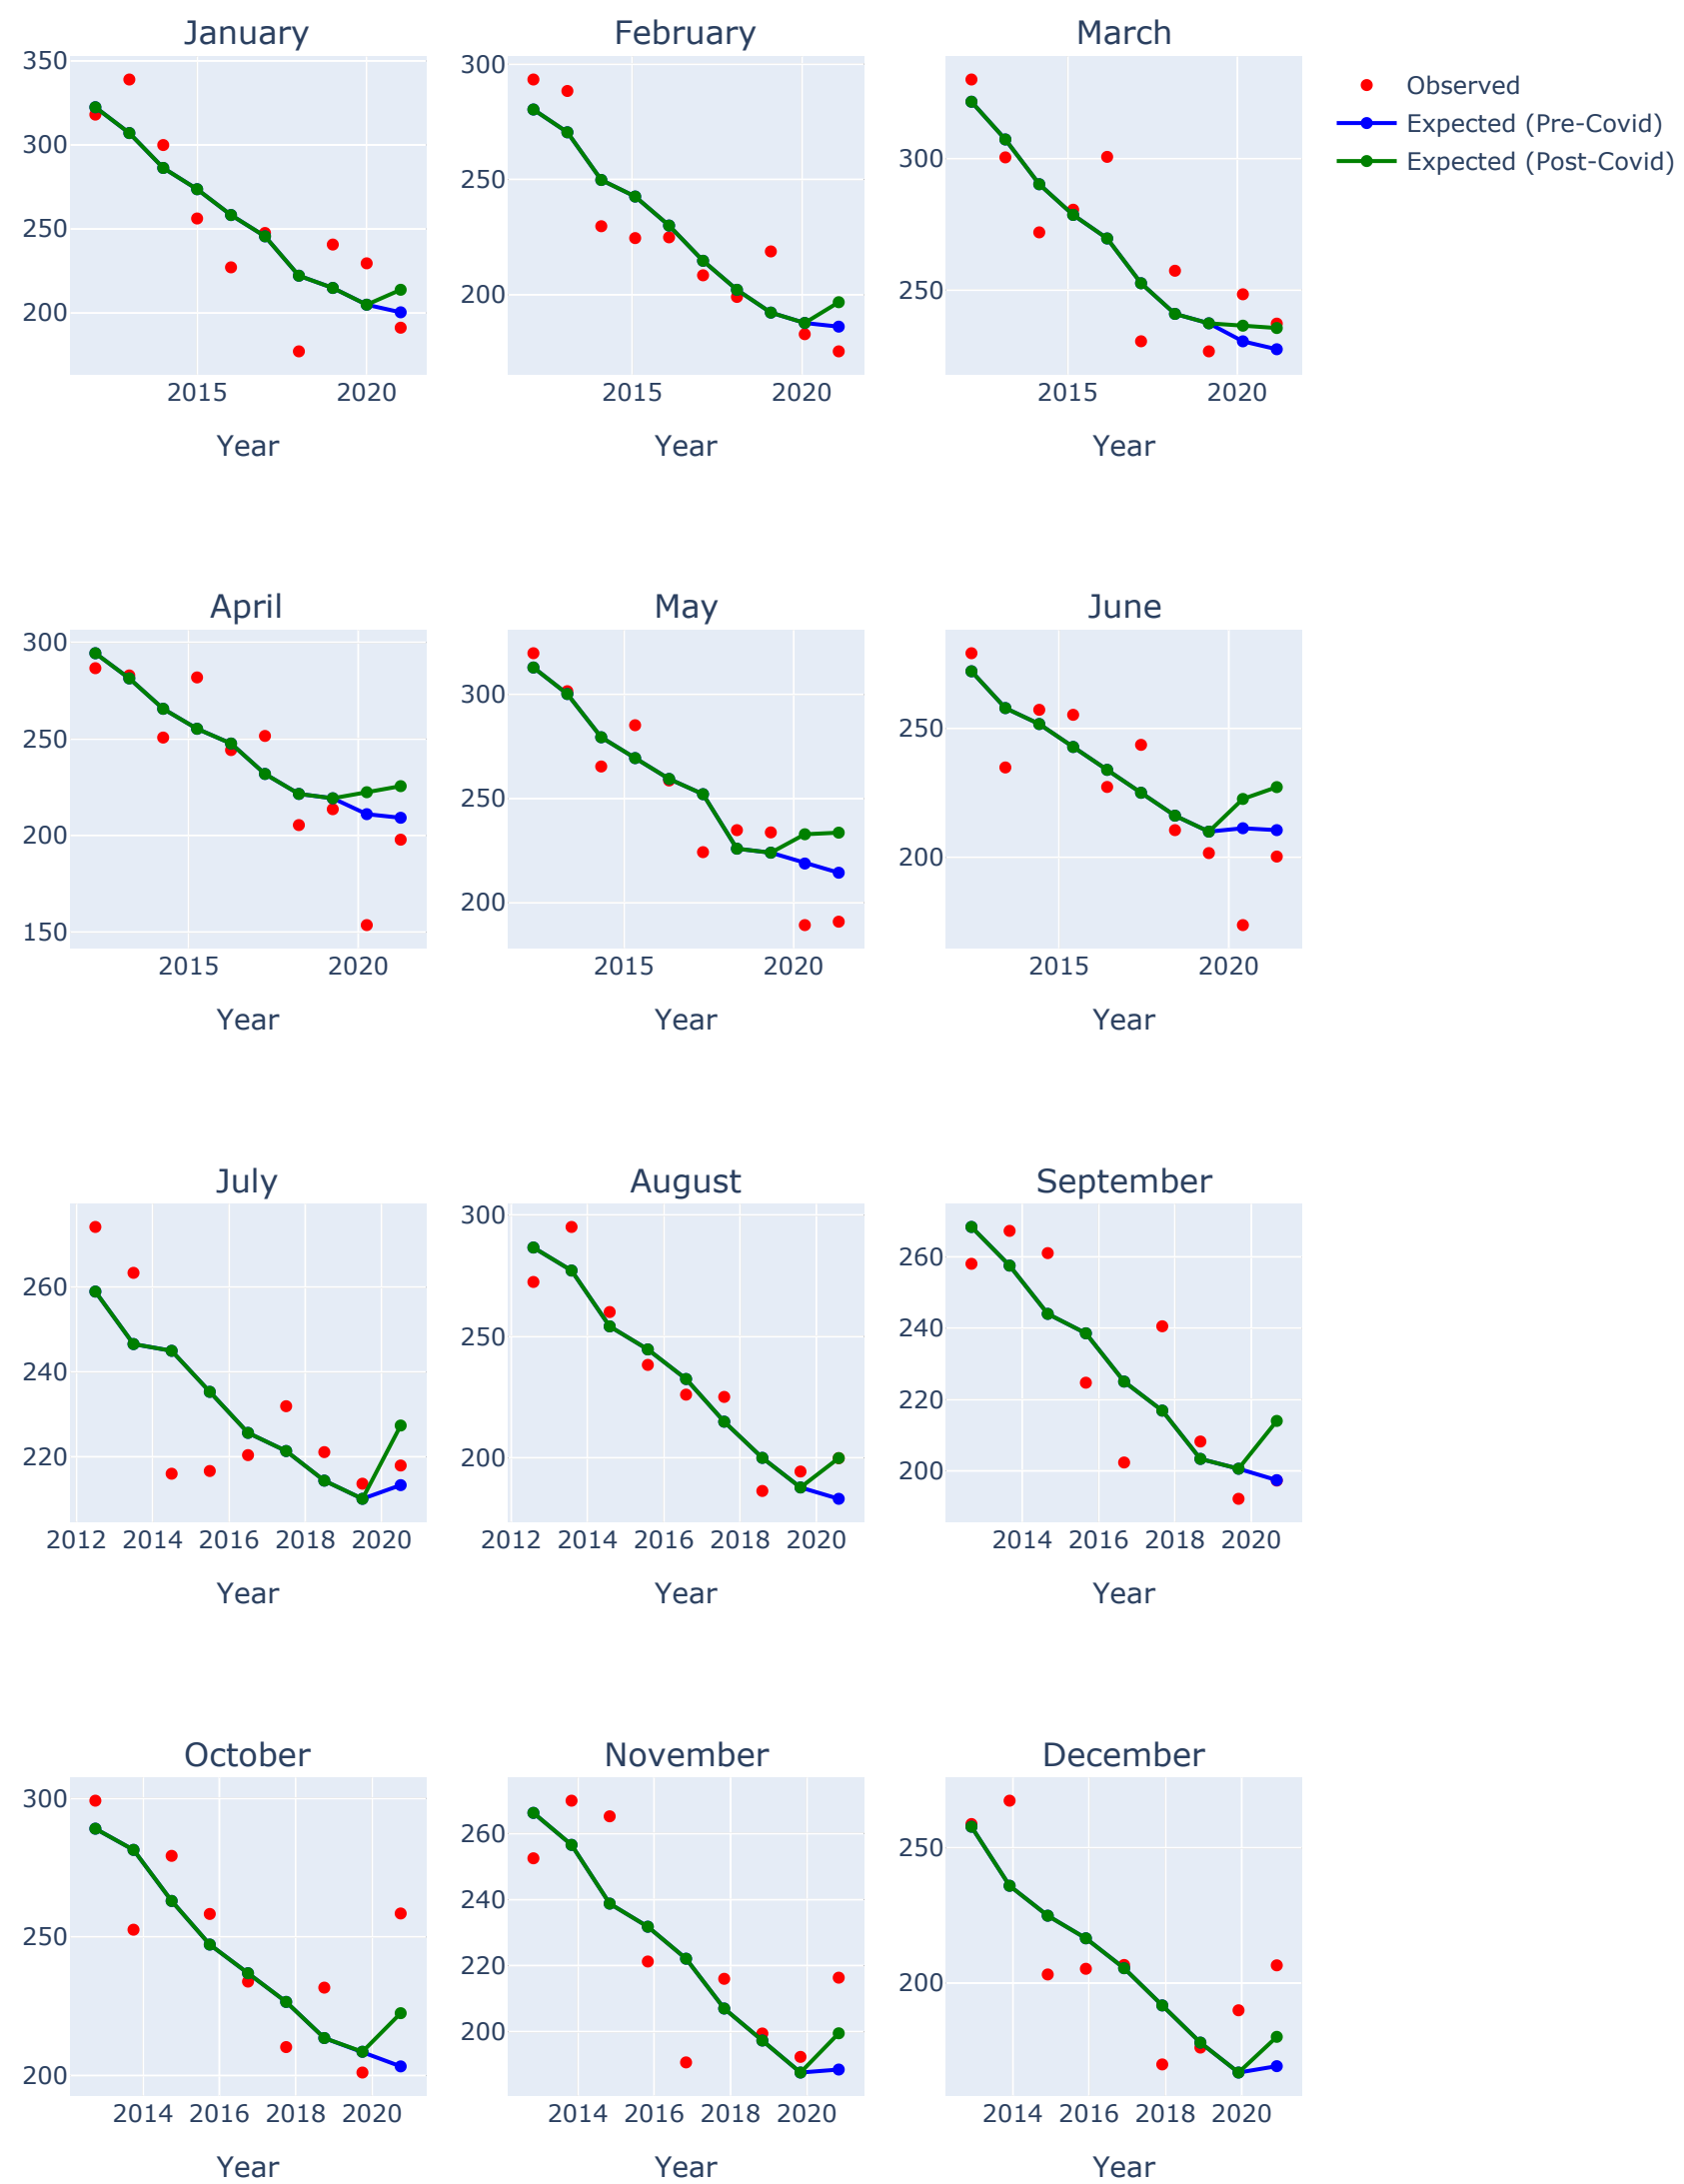 January February March
350
300
250
200
2015 2020
Year
300
250
200
2015 2020
Year
300
250
2015 2020
Year
Observed
Expected (Pre-Covid)
Expected (Post-Covid)
April May June
300
250
200
150
2015 2020
Year
300
250
200
2015 2020
Year
250
200
2015 2020
Year
July August September
260
240
220
2012 2014 2016 2018 2020
Year
300
250
200
2012 2014 2016 2018 2020
Year
260
240
220
200
2014 2016 2018 2020
Year
October November December
300
250
200
2014 2016 2018 2020
Year
260
240
220
200
2014 2016 2018 2020
Year
250
200
2014 2016 2018 2020
Year